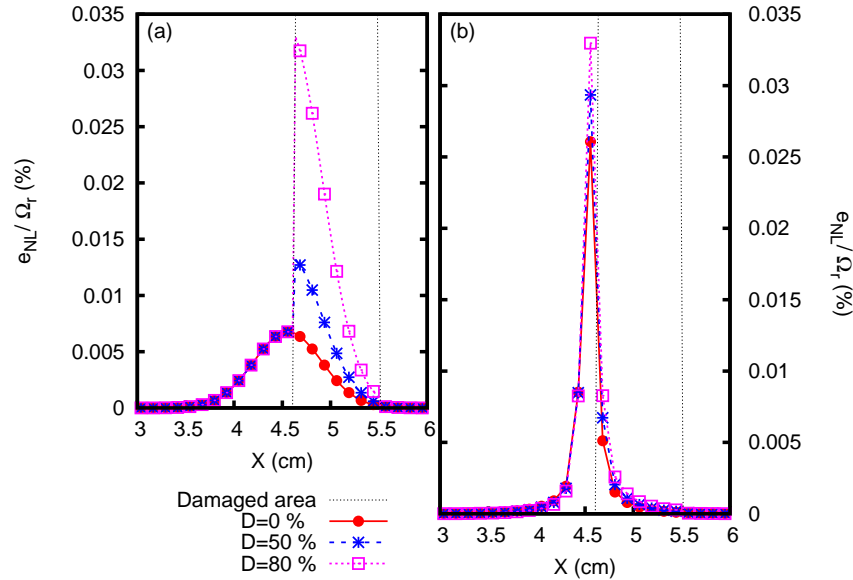 (a)
e_NL/ Ω_r (%)
0.035
0.03
0.025
0.02
0.015
0.01
0.005
0
3 3.5 4 4.5 5 5.5 6
X (cm)
(b)
0.035
0.03
0.025
0.02
0.015
0.01
0.005
0
e_NL/ Ω_r (%)
3 3.5 4 4.5 5 5.5 6
X (cm)
Damaged area
D=0 %
D=50 %
D=80 %